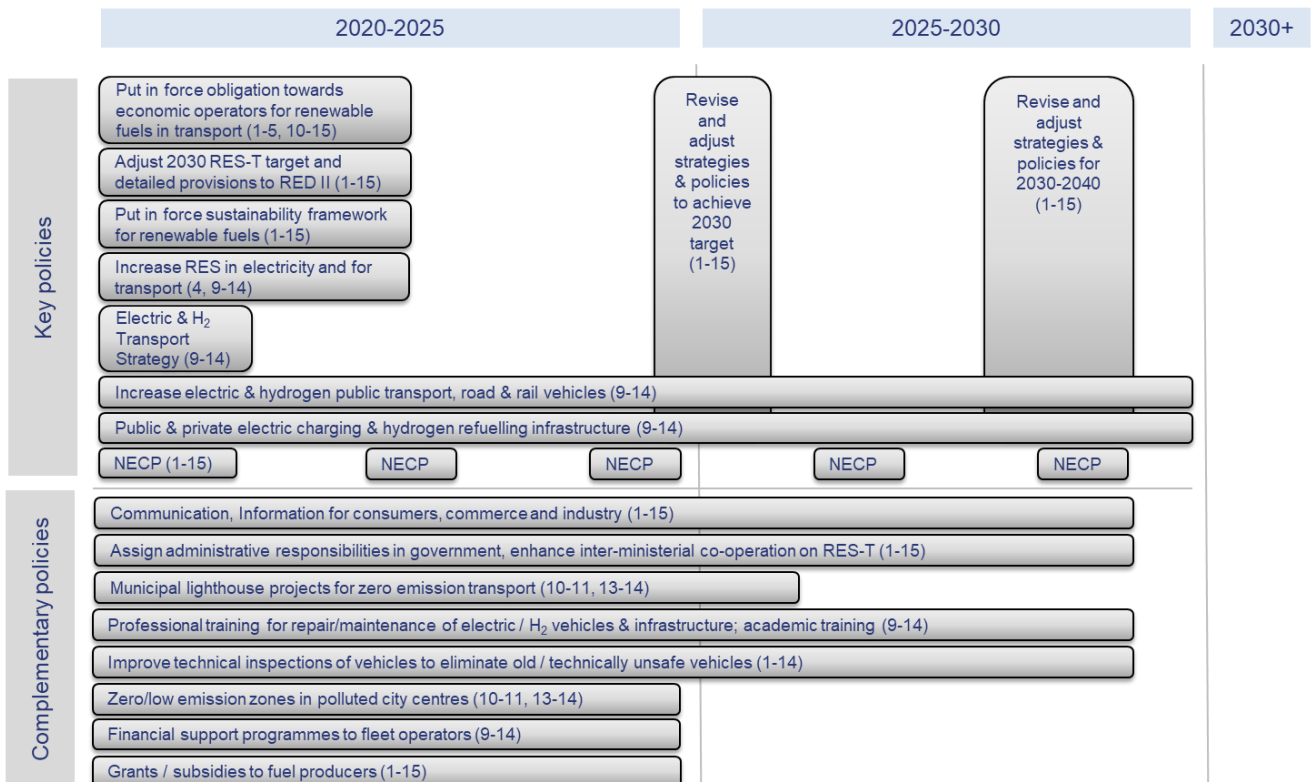 2020-2025
2025-2030
2030+
Key policies
Put in force obligation towards
economic operators for renewable
fuels in transport (1-5, 10-15)
Adjust 2030 RES-T target and
detailed provisions to RED II (1-15)
Put in force sustainability framework
for renewable fuels (1-15)
Increase RES in electricity and for
transport (4, 9-14)
Electric & H₂
Transport
Strategy (9-14)
Revise
and
adjust
strategies
& policies
to achieve
2030
target
(1-15)
Revise and
adjust
strategies &
policies for
2030-2040
(1-15)
Increase electric & hydrogen public transport, road & rail vehicles (9-14)
Public & private electric charging & hydrogen refuelling infrastructure (9-14)
NECP (1-15)
NECP
NECP
NECP
NECP
Complementary policies
Communication, Information for consumers, commerce and industry (1-15)
Assign administrative responsibilities in government, enhance inter-ministerial co-operation on RES-T (1-15)
Municipal lighthouse projects for zero emission transport (10-11, 13-14)
Professional training for repair/maintenance of electric / H₂ vehicles & infrastructure; academic training (9-14)
Improve technical inspections of vehicles to eliminate old / technically unsafe vehicles (1-14)
Zero/low emission zones in polluted city centres (10-11, 13-14)
Financial support programmes to fleet operators (9-14)
Grants / subsidies to fuel producers (1-15)